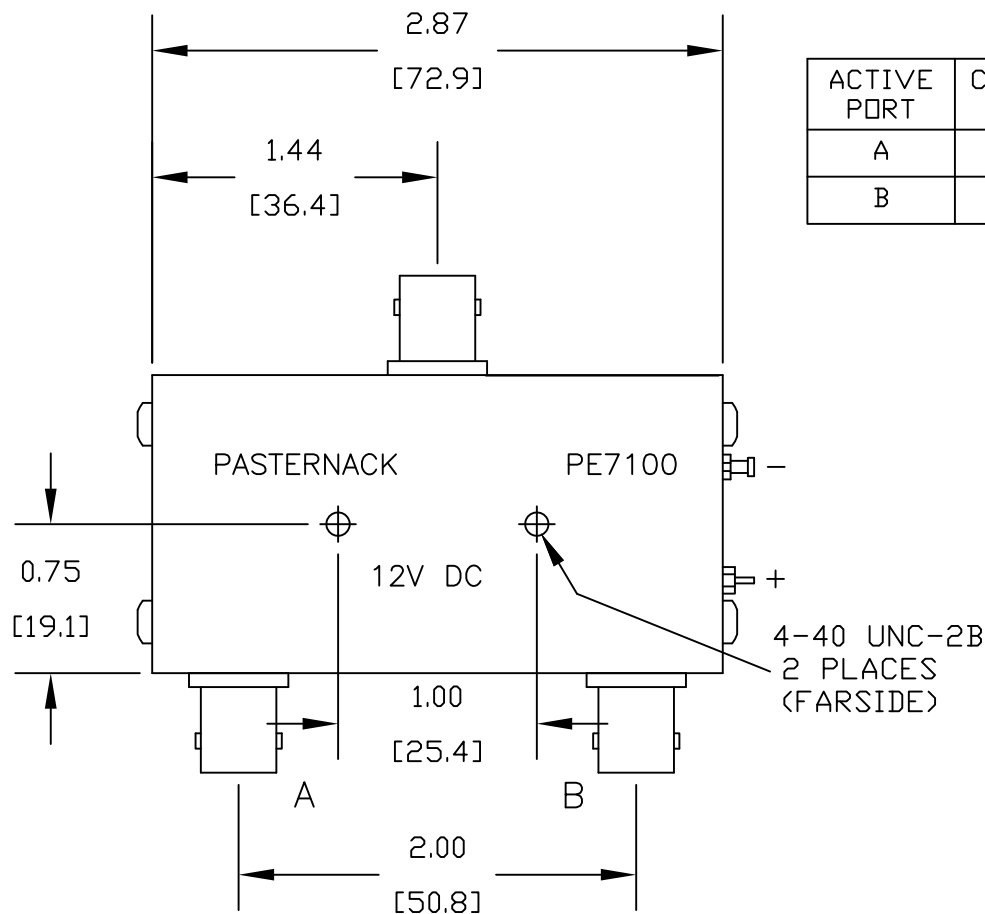 2.87
[72.9]
1.44
[36.4]
ACTIVE
PORT
C
A
B
PASTERNACK
PE7100
-
0.75
[19.1]
12V DC
+
4-40 UNC-2B
2 PLACES
(FARSIDE)
1.00
[25.4]
A
B
2.00
[50.8]